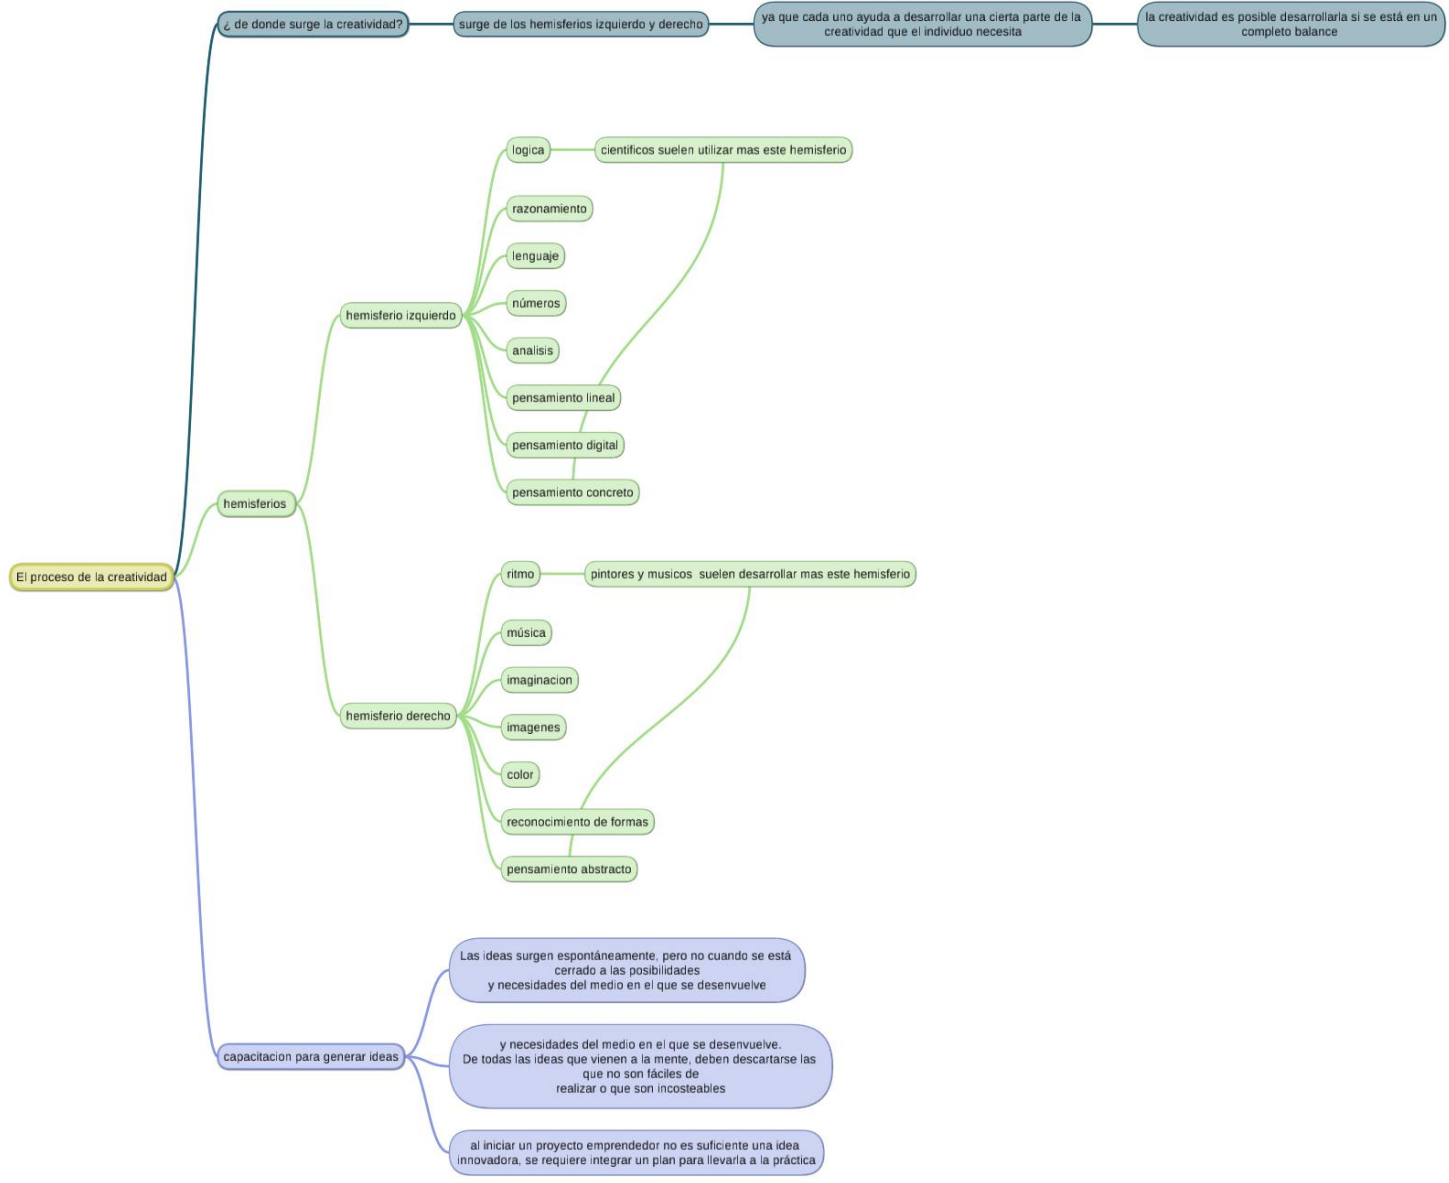 ¿ de donde surge la creatividad?
surge de los hemisferios izquierdo y derecho
ya que cada uno ayuda a desarrollar una cierta parte de la
creatividad que el individuo necesita
la creatividad es posible desarrollarla si se está en un
completo balance
logica
cientificos suelen utilizar mas este hemisferio
razonamiento
lenguaje
números
analisis
pensamiento lineal
pensamiento digital
pensamiento concreto
hemisferio izquierdo
hemisferios
El proceso de la creatividad
ritmo
pintores y musicos  suelen desarrollar mas este hemisferio
música
imaginacion
imagenes
color
reconocimiento de formas
pensamiento abstracto
hemisferio derecho
capacitacion para generar ideas
Las ideas surgen espontáneamente, pero no cuando se está
cerrado a las posibilidades
y necesidades del medio en el que se desenvuelve
y necesidades del medio en el que se desenvuelve.
De todas las ideas que vienen a la mente, deben descartarse las
que no son fáciles de
realizar o que son incosteables
al iniciar un proyecto emprendedor no es suficiente una idea
innovadora, se requiere integrar un plan para llevarla a la práctica